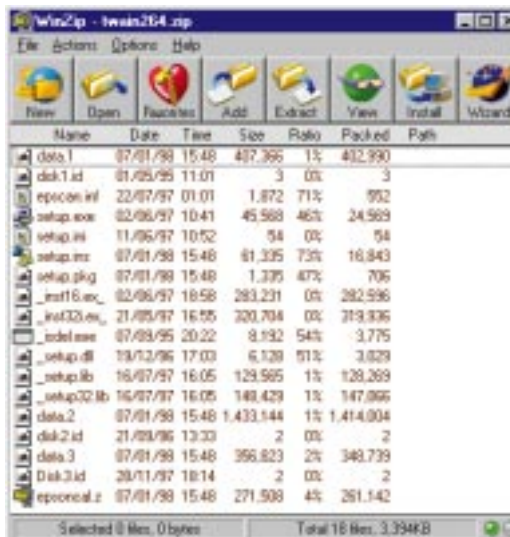 WinZip - twain264.zip
File Actions Options Help
New Open Favorites Add Extract View Install Wizard
Name Date Time Size Ratio Packed Path
data.1 07/01/98 15:48 407,366 1% 402,990
disk1.id 01/05/95 11:01 3 0% 3
epscan.inf 22/07/97 01:01 1,872 71% 552
setup.exe 02/06/97 10:41 45,568 46% 24,569
setup.ini 11/06/97 10:52 54 0% 54
setup.ins 07/01/98 15:48 61,335 73% 16,843
setup.pkg 07/01/98 15:48 1,335 47% 706
_inst16.ex_ 02/06/97 18:58 283,231 0% 282,596
_inst32i.ex_ 21/05/97 16:55 320,704 0% 319,936
_isdel.exe 07/09/95 20:22 8,192 54% 3,775
_setup.dll 19/12/96 17:03 6,128 51% 3,029
_setup.lib 16/07/97 16:05 129,565 1% 128,269
_setup32.lib 16/07/97 16:05 148,429 1% 147,066
data.2 07/01/98 15:48 1,433,144 1% 1,414,004
disk2.id 21/09/96 13:33 2 0% 2
data.3 07/01/98 15:48 356,823 2% 348,739
Disk3.id 28/11/97 18:14 2 0% 2
07/01/98 15:48 271,508 4% 261,142
Selected 0 files, 0 bytes Total 18 files, 3,394KB